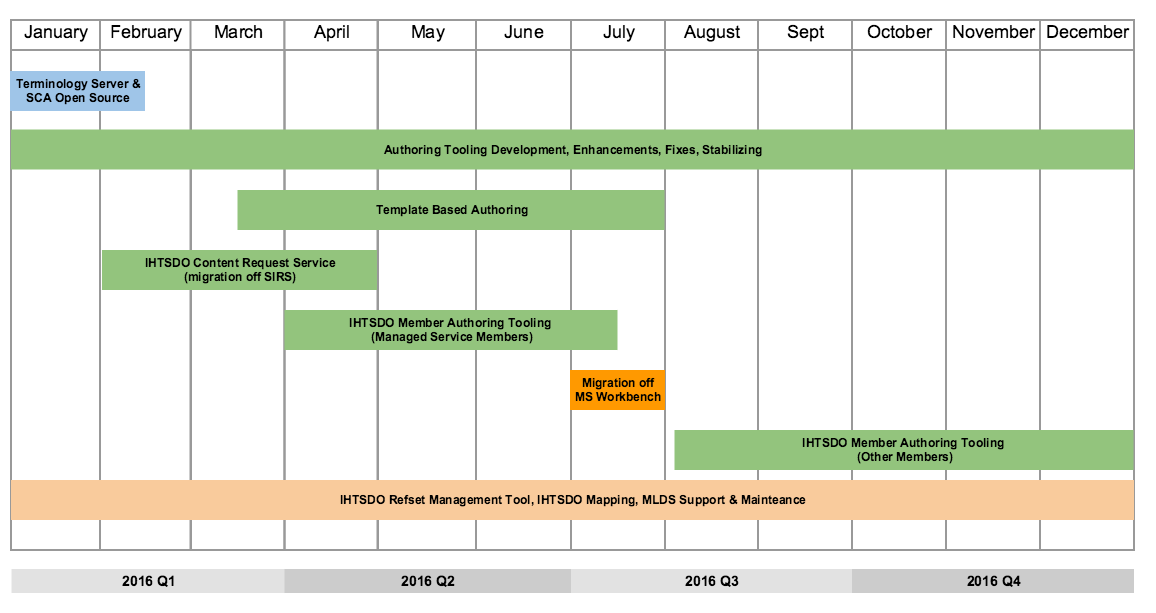 January February March April May June July August Sept October November December
Terminology Server &
SCA Open Source
Authoring Tooling Development, Enhancements, Fixes, Stabilizing
Template Based Authoring
IHTSDO Content Request Service
(migration off SIRS)
IHTSDO Member Authoring Tooling
(Managed Service Members)
Migration off
MS Workbench
IHTSDO Member Authoring Tooling
(Other Members)
IHTSDO Refset Management Tool, IHTSDO Mapping, MLDS Support & Mainteance
2016 Q1 2016 Q2 2016 Q3 2016 Q4